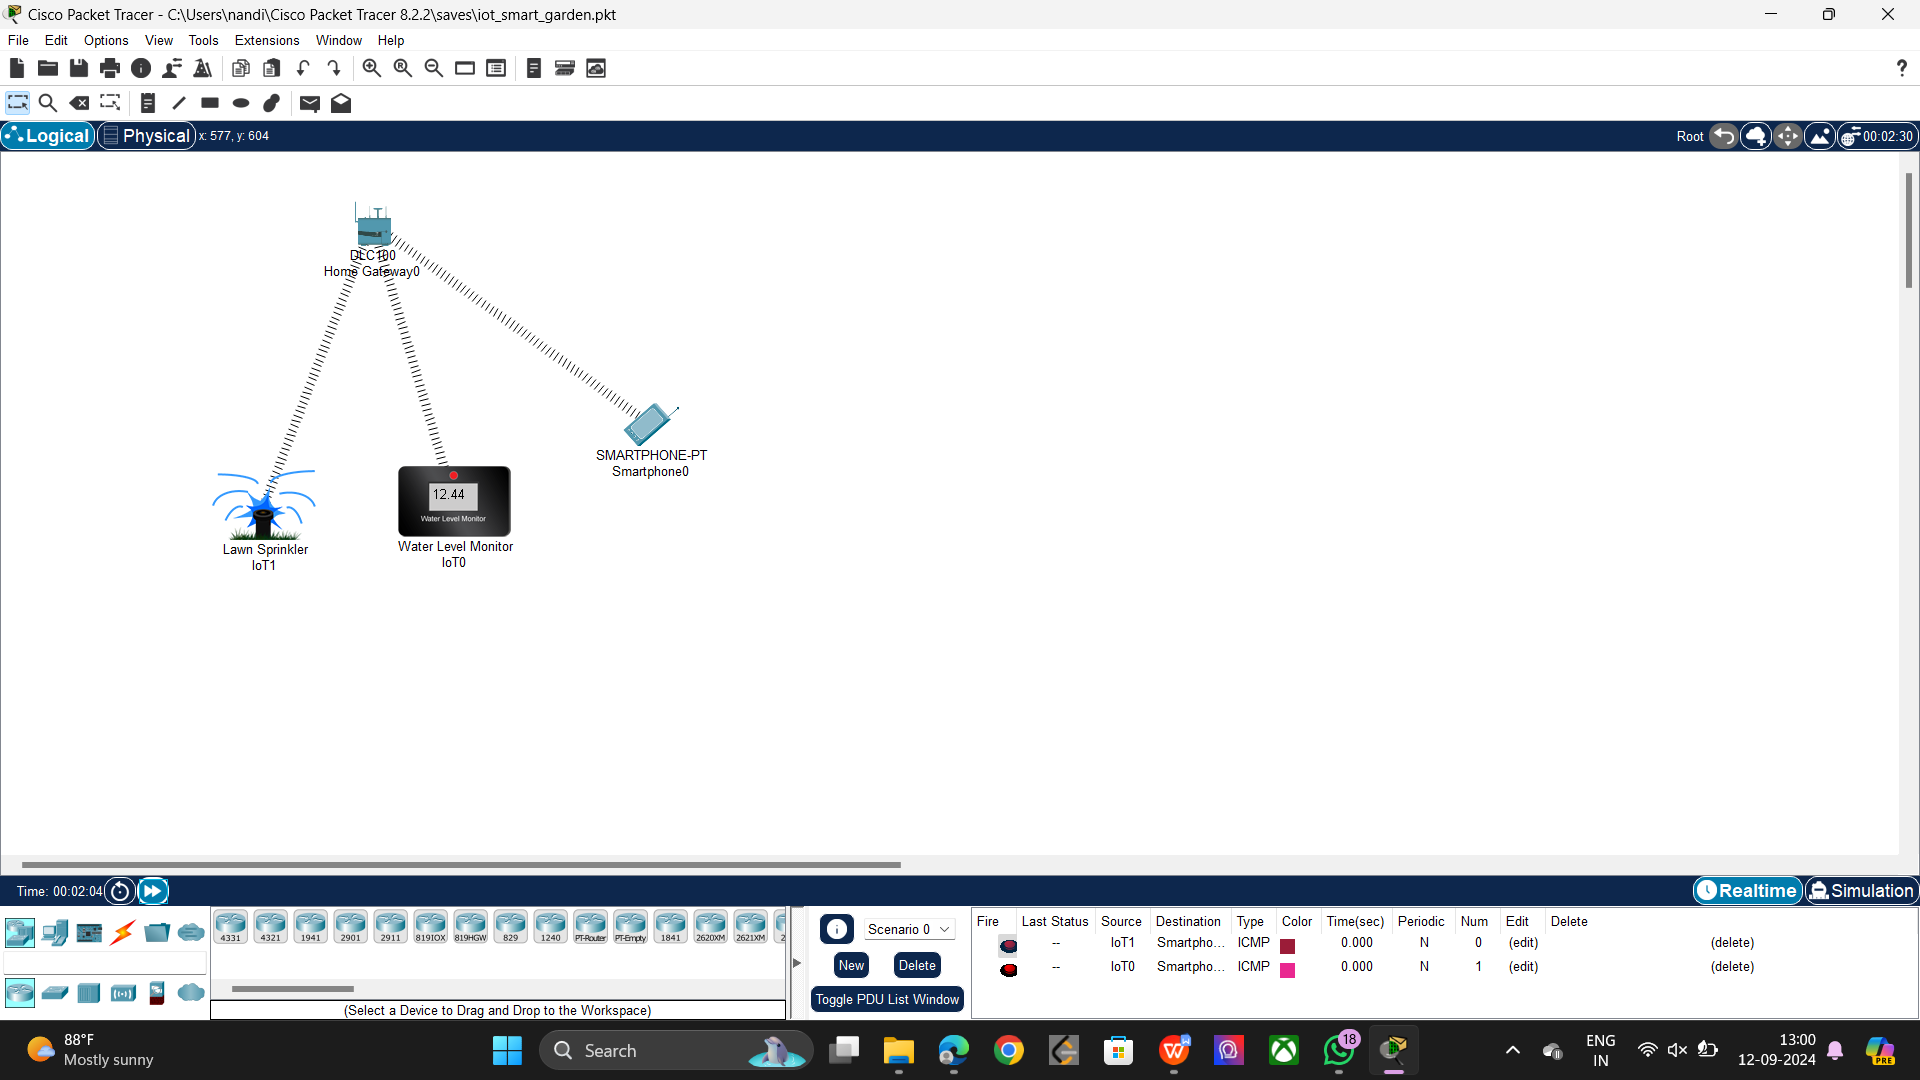 Cisco Packet Tracer - C:\Users\nandi\Cisco Packet Tracer 8.2.2\saves\iot_smart_garden.pkt
File Edit Options View Tools Extensions Window Help
?
Logical Physical x: 577, y: 604 Root 00:02:30
DLC100
Home Gateway0
SMARTPHONE-PT
Smartphone0
12.44
Water Level Monitor
Lawn Sprinkler
IoT1
Water Level Monitor
IoT0
Time: 00:02:04 Realtime Simulation
4331 4321 1941 2901 2911 819IOX 819HGW 829 1240 PT-Router PT-Empty 1841 2620XM 2621XM 2
(Select a Device to Drag and Drop to the Workspace)
Scenario 0
New Delete
Toggle PDU List Window
Fire Last Status Source Destination Type Color Time(sec) Periodic Num Edit Delete
-- IoT1 Smartpho... ICMP 0.000 N 0 (edit) (delete)
-- IoT0 Smartpho... ICMP 0.000 N 1 (edit) (delete)
88°F
Mostly sunny
Search
18
PRE
ENG
IN
13:00
12-09-2024